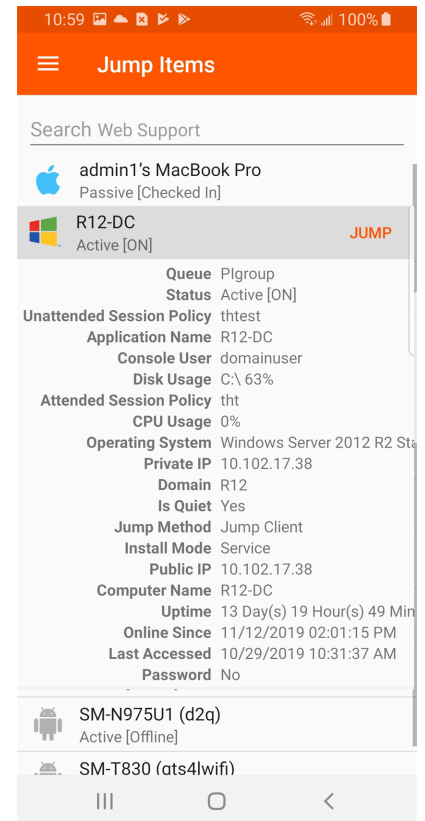 10:59 100%
Jump Items
Search Web Support
admin1's MacBook Pro
Passive [Checked In]
R12-DC
Active [ON]
JUMP
Queue PIgroup
Status Active [ON]
Unattended Session Policy thtest
Application Name R12-DC
Console User domainuser
Disk Usage C:\ 63%
Attended Session Policy tht
CPU Usage 0%
Operating System Windows Server 2012 R2 Sta
Private IP 10.102.17.38
Domain R12
Is Quiet Yes
Jump Method Jump Client
Install Mode Service
Public IP 10.102.17.38
Computer Name R12-DC
Uptime 13 Day(s) 19 Hour(s) 49 Min
Online Since 11/12/2019 02:01:15 PM
Last Accessed 10/29/2019 10:31:37 AM
Password No
SM-N975U1 (d2q)
Active [Offline]
SM-T830 (gts4lwifi)